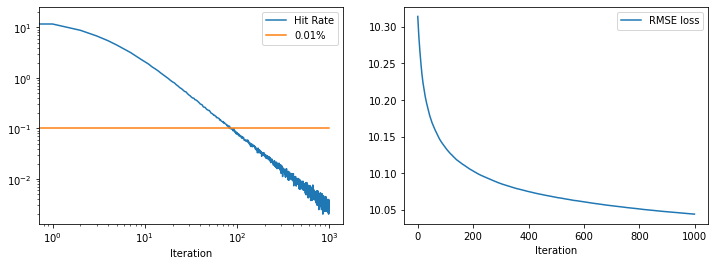 Hit Rate
0.01%
10¹
10⁰
10⁻¹
10⁻²
10⁰ 10¹ 10² 10³
Iteration
RMSE loss
10.30
10.25
10.20
10.15
10.10
10.05
0 200 400 600 800 1000
Iteration